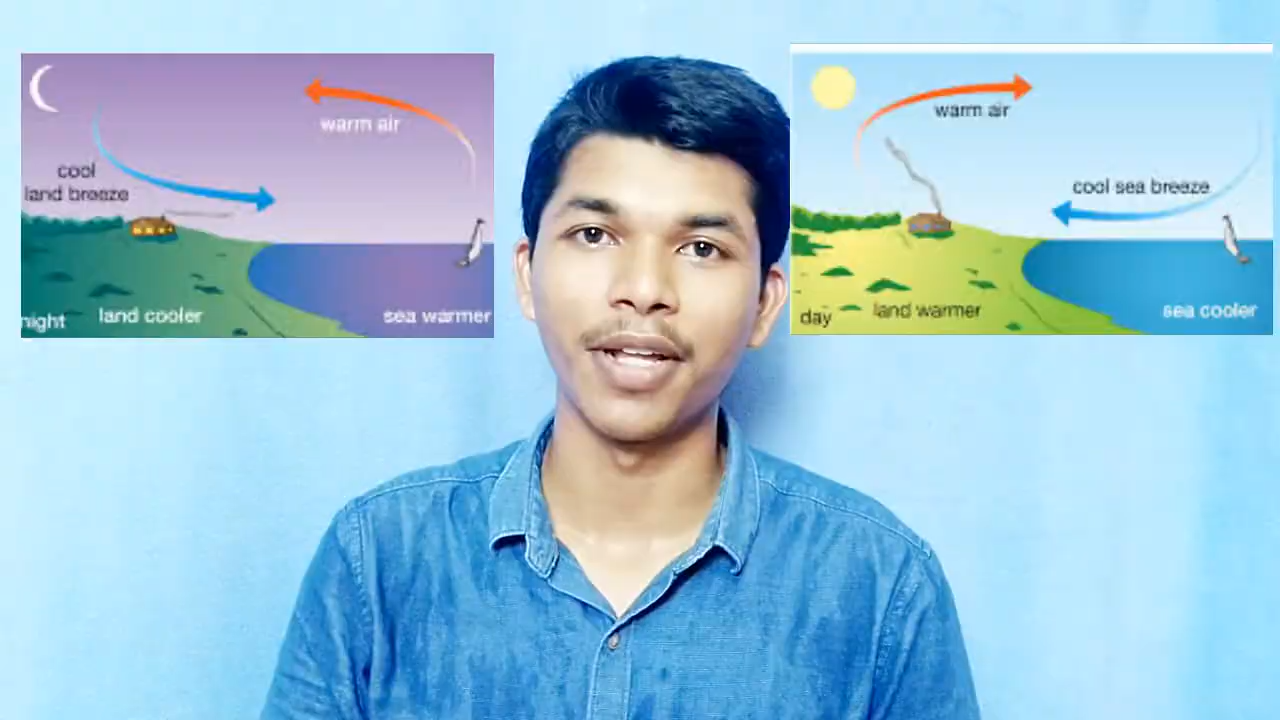 warm air
cool
land breeze
night
land cooler
sea warmer
warm air
cool sea breeze
day
land warmer
sea cooler